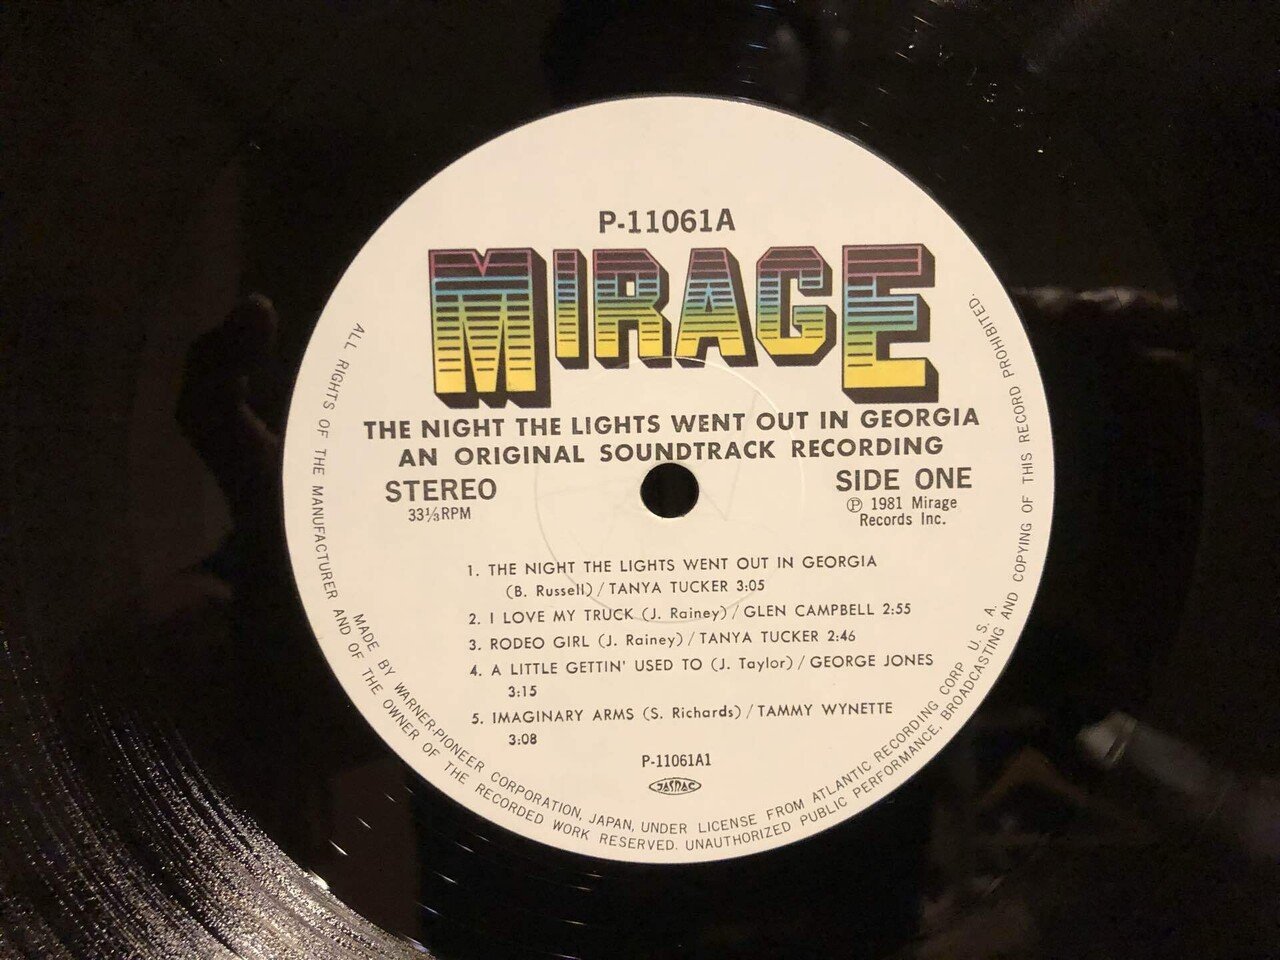 P-11061A
MIRAGE
THE NIGHT THE LIGHTS WENT OUT IN GEORGIA
AN ORIGINAL SOUNDTRACK RECORDING
STEREO
33⅓RPM
SIDE ONE
Ⓟ 1981 Mirage
Records Inc.
1. THE NIGHT THE LIGHTS WENT OUT IN GEORGIA
(B. Russell)/TANYA TUCKER 3:05
2. I LOVE MY TRUCK (J. Rainey)/GLEN CAMPBELL 2:55
3. RODEO GIRL (J. Rainey)/TANYA TUCKER 2:46
4. A LITTLE GETTIN' USED TO (J. Taylor)/GEORGE JONES
3:15
5. IMAGINARY ARMS (S. Richards)/TAMMY WYNETTE
3:08
P-11061A1
JASRAC
MADE BY WARNER-PIONEER CORPORATION, JAPAN, UNDER LICENSE FROM ATLANTIC RECORDING CORP. U. S. A.
ALL RIGHTS OF THE MANUFACTURER AND OF THE OWNER OF THE RECORDED WORK RESERVED. UNAUTHORIZED PUBLIC PERFORMANCE, BROADCASTING AND COPYING OF THIS RECORD PROHIBITED.